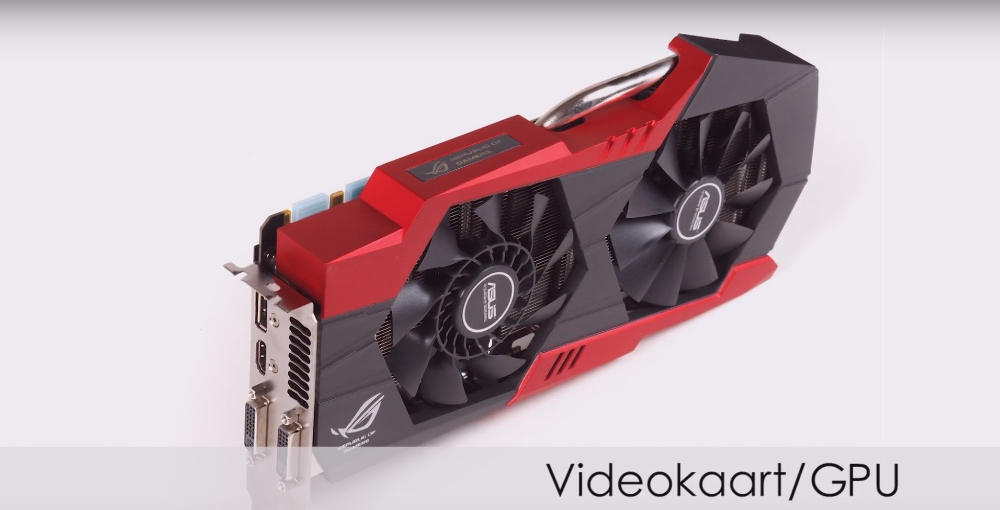 REPUBLIC OF
GAMERS
ASUS
ASUS
REPUBLIC OF
GAMERS
Videokaart/GPU